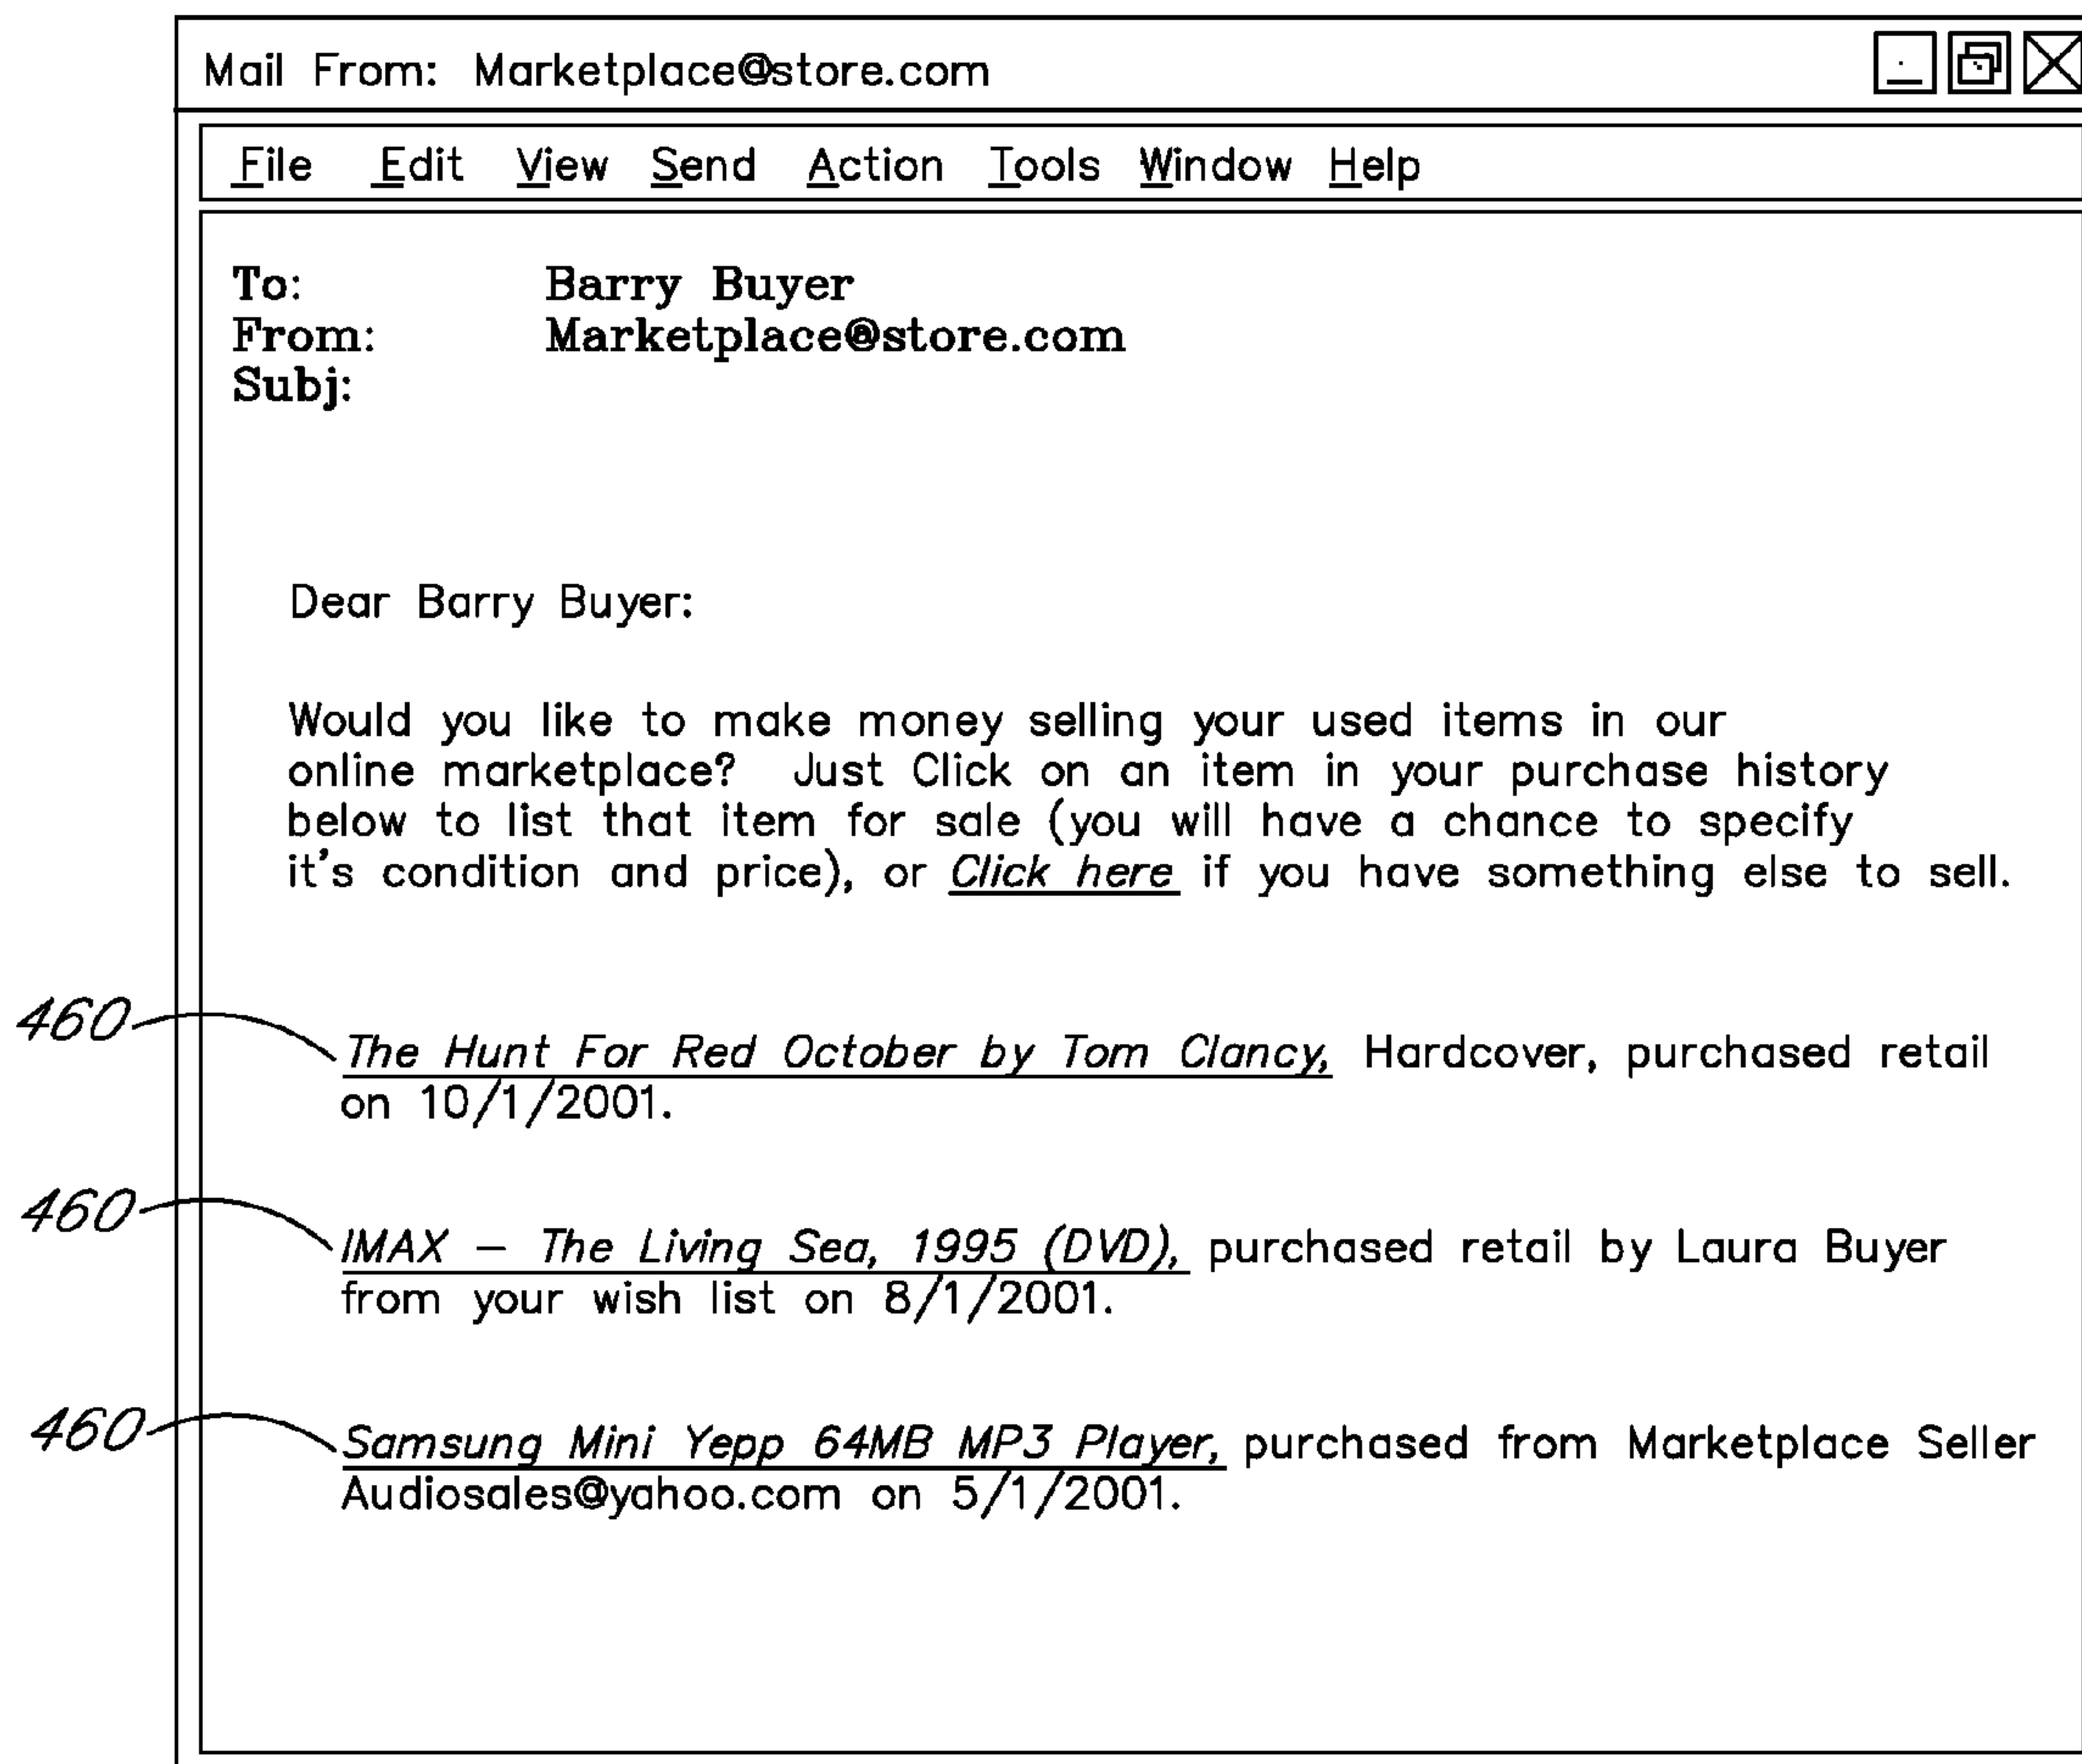 Mail From: Marketplace@store.com
File Edit View Send Action Tools Window Help
To: Barry Buyer
From: Marketplace@store.com
Subj:
Dear Barry Buyer:
Would you like to make money selling your used items in our
online marketplace? Just Click on an item in your purchase history
below to list that item for sale (you will have a chance to specify
it's condition and price), or Click here if you have something else to sell.
460
The Hunt For Red October by Tom Clancy, Hardcover, purchased retail
on 10/1/2001.
460
IMAX – The Living Sea, 1995 (DVD), purchased retail by Laura Buyer
from your wish list on 8/1/2001.
460
Samsung Mini Yepp 64MB MP3 Player, purchased from Marketplace Seller
Audiosales@yahoo.com on 5/1/2001.